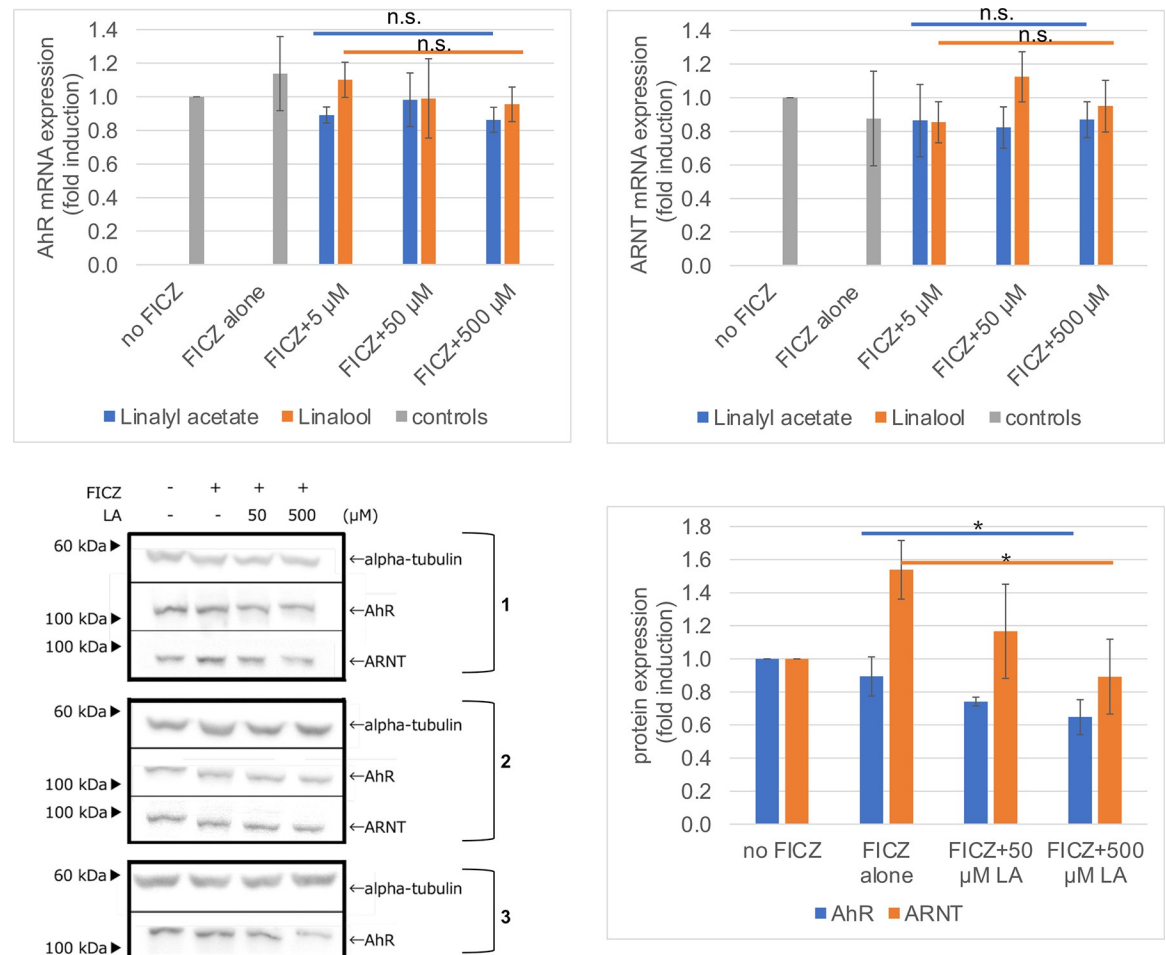 n.s.
n.s.
1.4
1.2
1.0
0.8
0.6
0.4
0.2
0.0
AhR mRNA expression
(fold induction)
no FICZ
FICZ alone
FICZ+5 µM
FICZ+50 µM
FICZ+500 µM
Linalyl acetate Linalool controls
n.s.
n.s.
1.4
1.2
1.0
0.8
0.6
0.4
0.2
0.0
ARNT mRNA expression
(fold induction)
no FICZ
FICZ alone
FICZ+5 µM
FICZ+50 µM
FICZ+500 µM
Linalyl acetate Linalool controls
FICZ - + + +
LA - - 50 500 (µM)
60 kDa▶ ←alpha-tubulin
←AhR 1
100 kDa▶
100 kDa▶
←ARNT
60 kDa▶
←alpha-tubulin
2
←AhR
100 kDa▶
100 kDa▶
←ARNT
60 kDa▶
←alpha-tubulin
3
←AhR
100 kDa▶
*
*
1.8
1.6
1.4
1.2
1.0
0.8
0.6
0.4
0.2
0.0
protein expression
(fold induction)
no FICZ FICZ FICZ+50 FICZ+500
alone µM LA µM LA
AhR ARNT